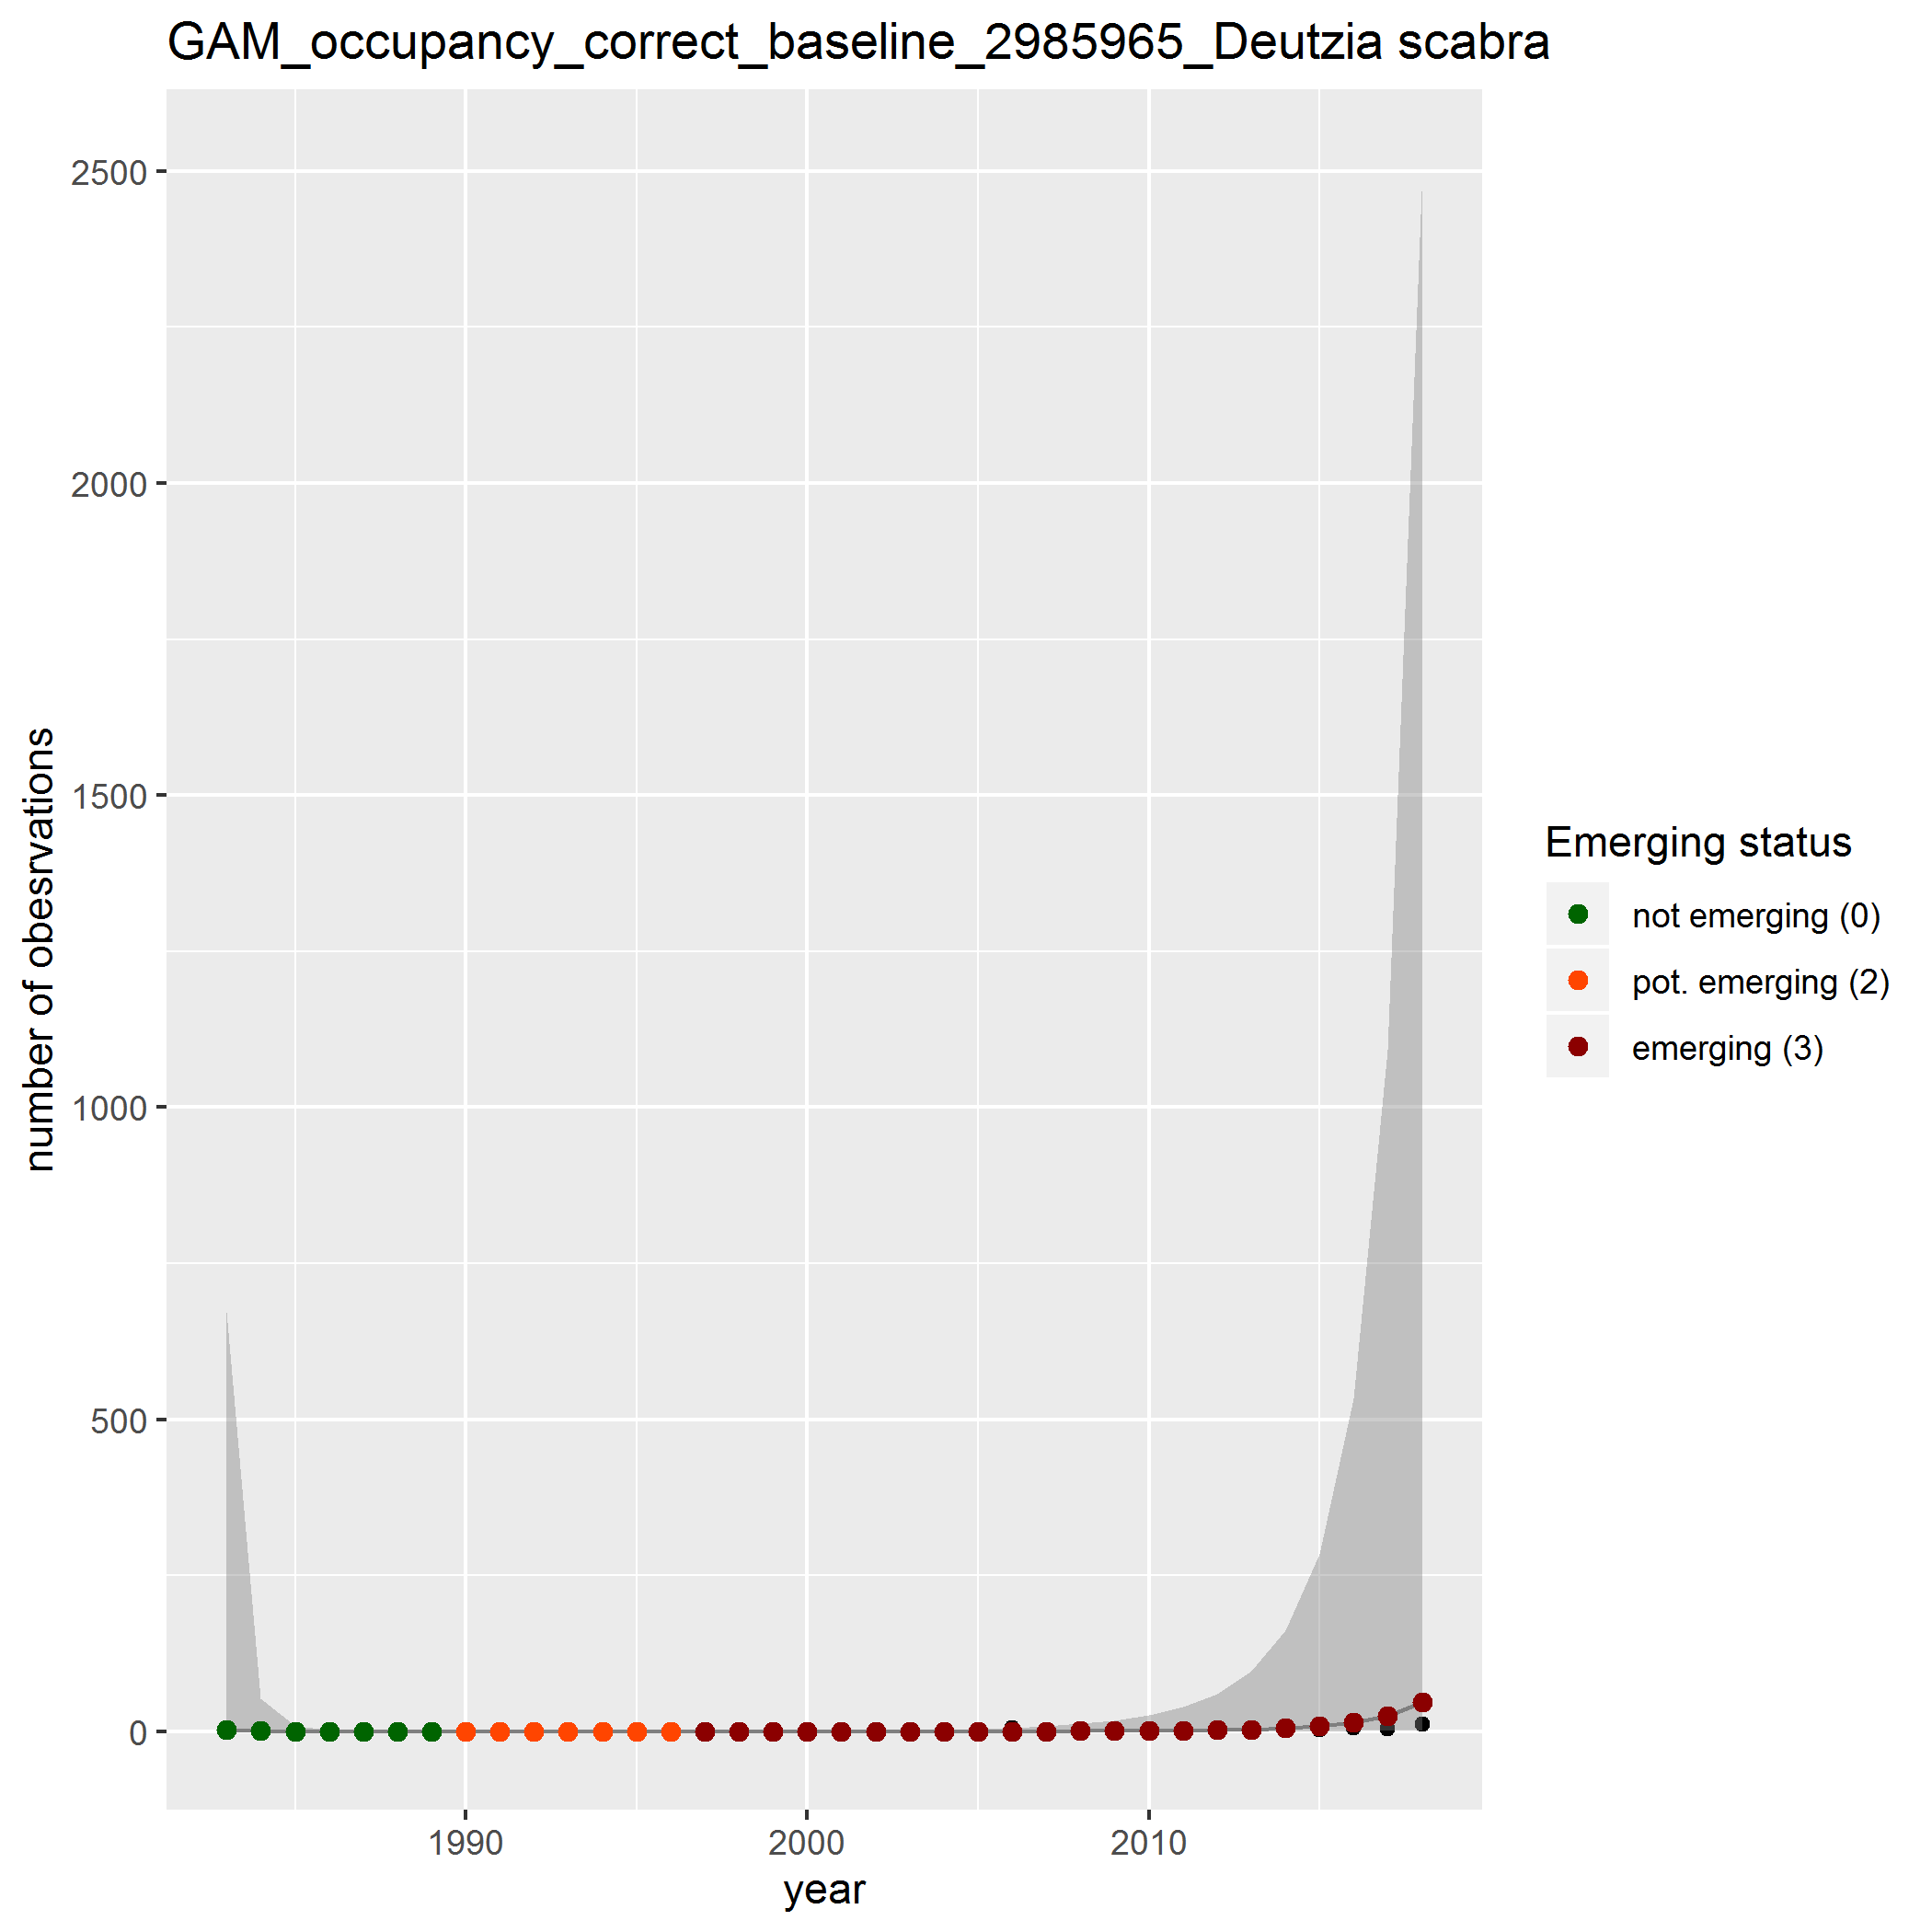 GAM_occupancy_correct_baseline_2985965_Deutzia scabra
2500
2000
1500
1000
500
0
number of obesrvations
1990
2000
2010
year
Emerging status
not emerging (0)
pot. emerging (2)
emerging (3)